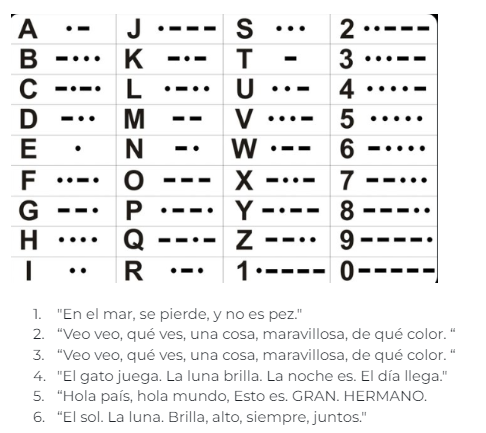 A ·– J ·––– S ··· 2 ··–––
B –··· K –·– T – 3 ···––
C –·–· L ·–·· U ··– 4 ····–
D –·· M –– V ···– 5 ·····
E · N –· W ·–– 6 –····
F ··–· O ––– X –··– 7 ––···
G ––· P ·––· Y –·–– 8 –––··
H ···· Q ––·– Z ––·· 9 ––––·
I ·· R ·–· 1 ·–––– 0 –––––
1. "En el mar, se pierde, y no es pez."
2. “Veo veo, qué ves, una cosa, maravillosa, de qué color. “
3. “Veo veo, qué ves, una cosa, maravillosa, de qué color. “
4. "El gato juega. La luna brilla. La noche es. El día llega."
5. “Hola país, hola mundo, Esto es. GRAN. HERMANO.
6. “El sol. La luna. Brilla, alto, siempre, juntos."